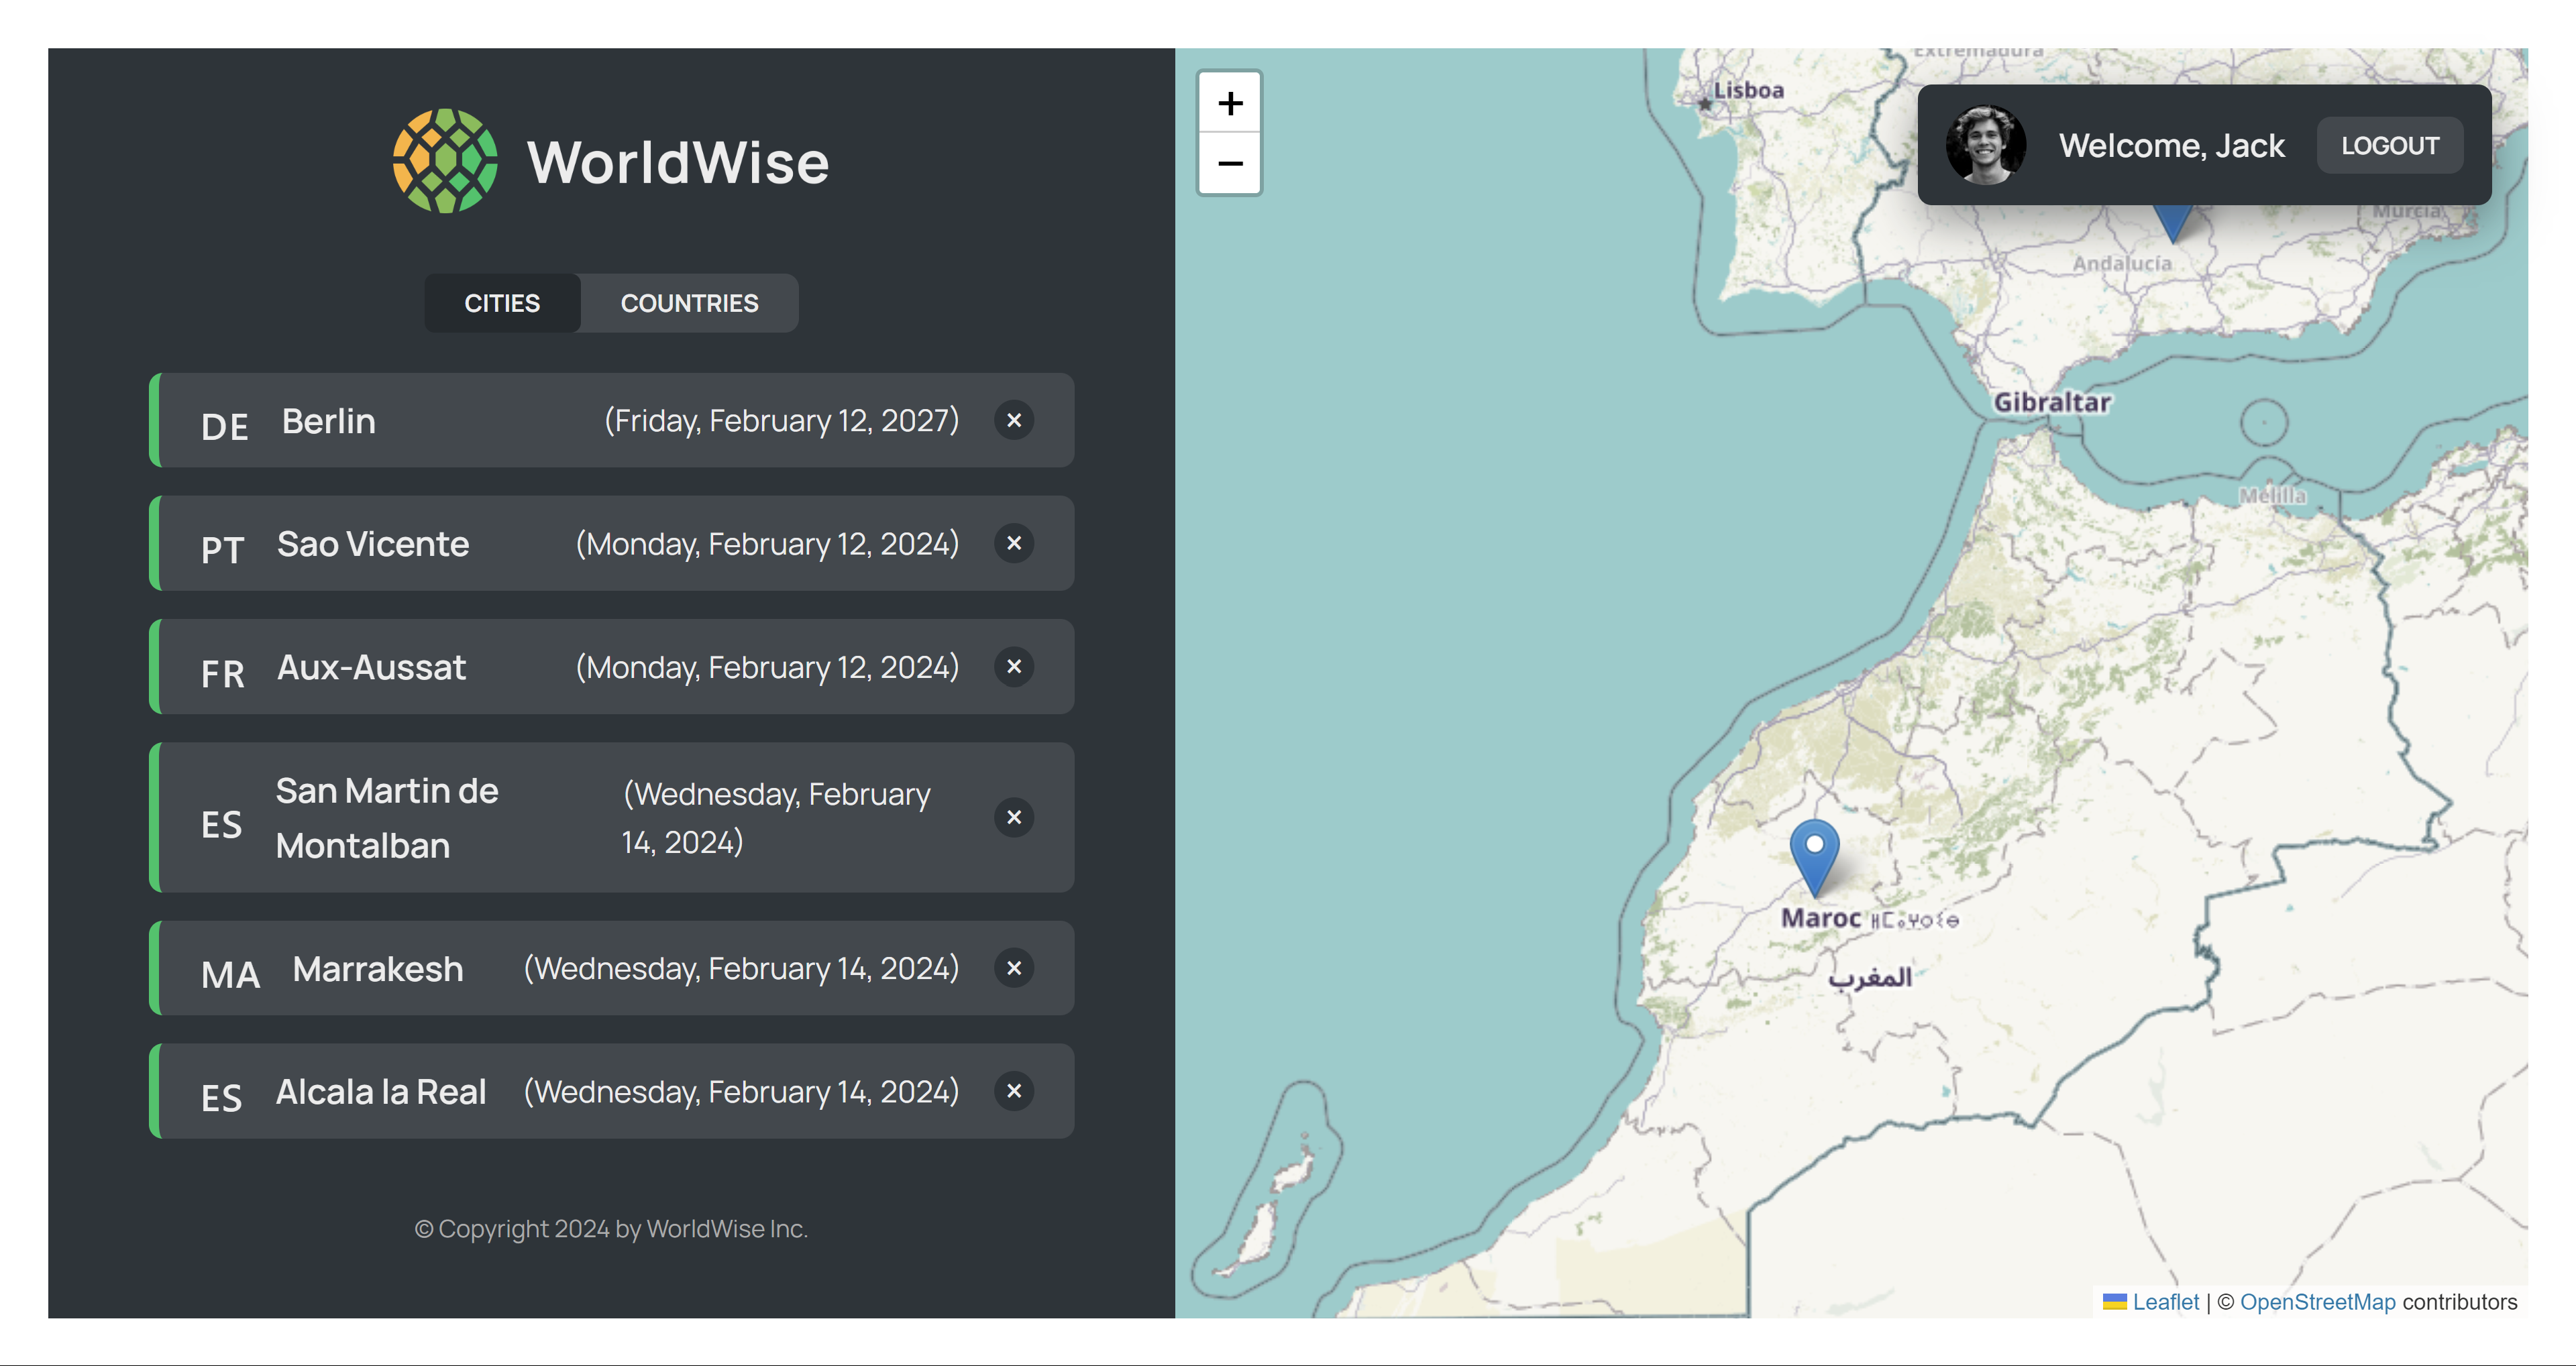 WorldWise
CITIES
COUNTRIES
DE Berlin (Friday, February 12, 2027) ×
PT Sao Vicente (Monday, February 12, 2024) ×
FR Aux-Aussat (Monday, February 12, 2024) ×
ES San Martin de Montalban (Wednesday, February 14, 2024) ×
MA Marrakesh (Wednesday, February 14, 2024) ×
ES Alcala la Real (Wednesday, February 14, 2024) ×
© Copyright 2024 by WorldWise Inc.
+
−
Extremadura
Lisboa
Welcome, Jack
LOGOUT
Murcia
Andalucía
Gibraltar
Melilla
Maroc ⵍⵎⴰⵖⵔⵉⴱ
المغرب
Leaflet | © OpenStreetMap contributors